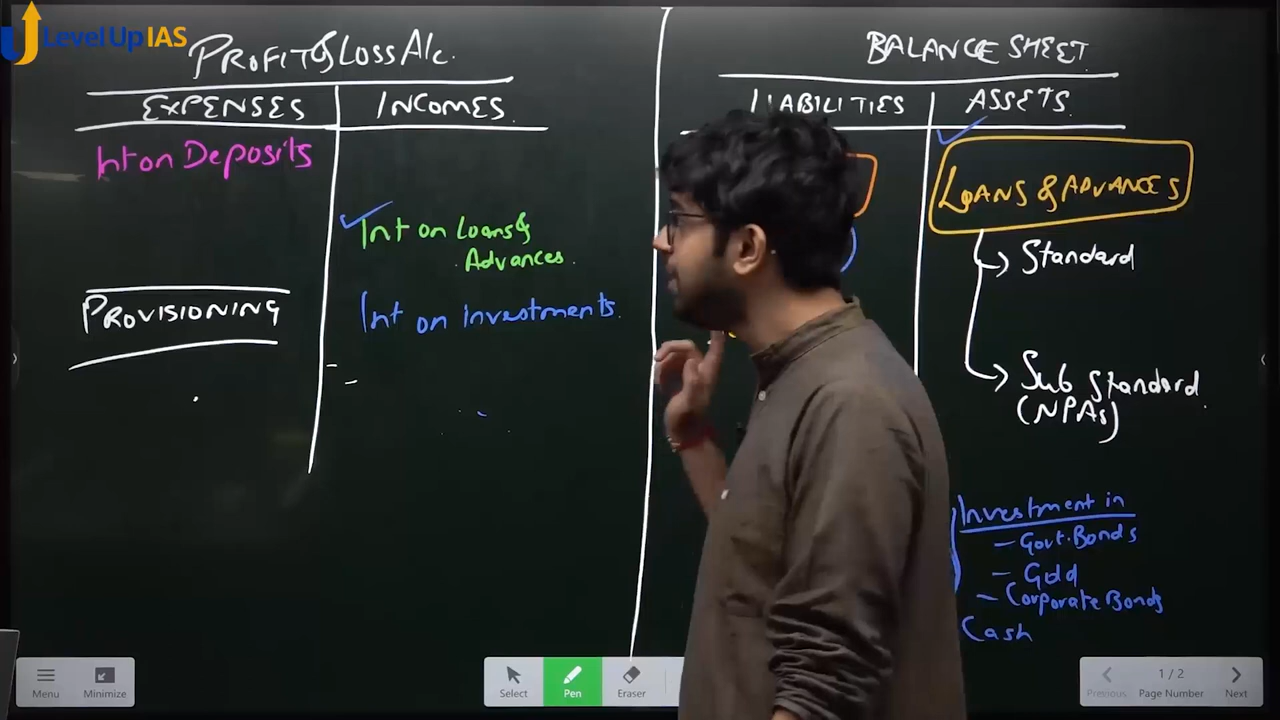 LevelUp IAS
PROFIT & LOSS A/c.
EXPENSES
INCOMES
Int on Deposits
Int on Loans &
Advances.
PROVISIONING
Int on Investments.
BALANCE SHEET
LIABILITIES
ASSETS
LOANS & ADVANCES
Standard
Sub Standard
(NPAs)
Investment in
- Govt. Bonds
- Gold
- Corporate Bonds
Cash
Menu
Minimize
Select
Pen
Eraser
1/2
Previous
Page Number
Next